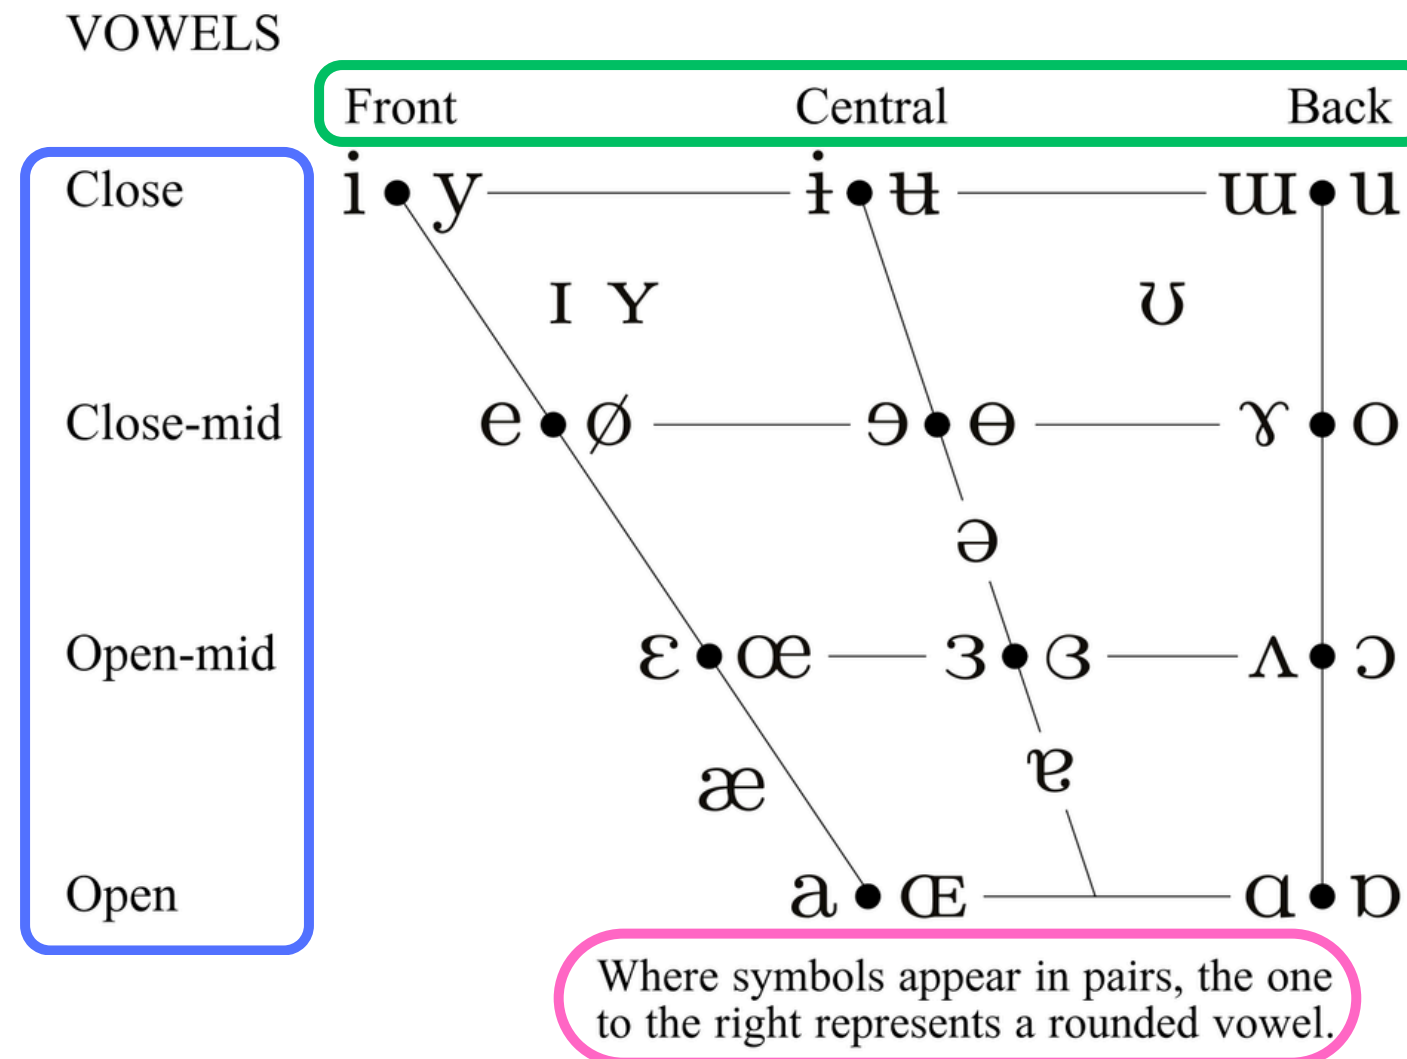 VOWELS
Front Central Back
Close i y ɨ ʉ ɯ u
ɪ ʏ ʊ
Close-mid e ø ɘ ɵ ɤ o
ə
Open-mid ɛ œ ɜ ɞ ʌ ɔ
æ ɐ
Open a ɶ ɑ ɒ
Where symbols appear in pairs, the one
to the right represents a rounded vowel.